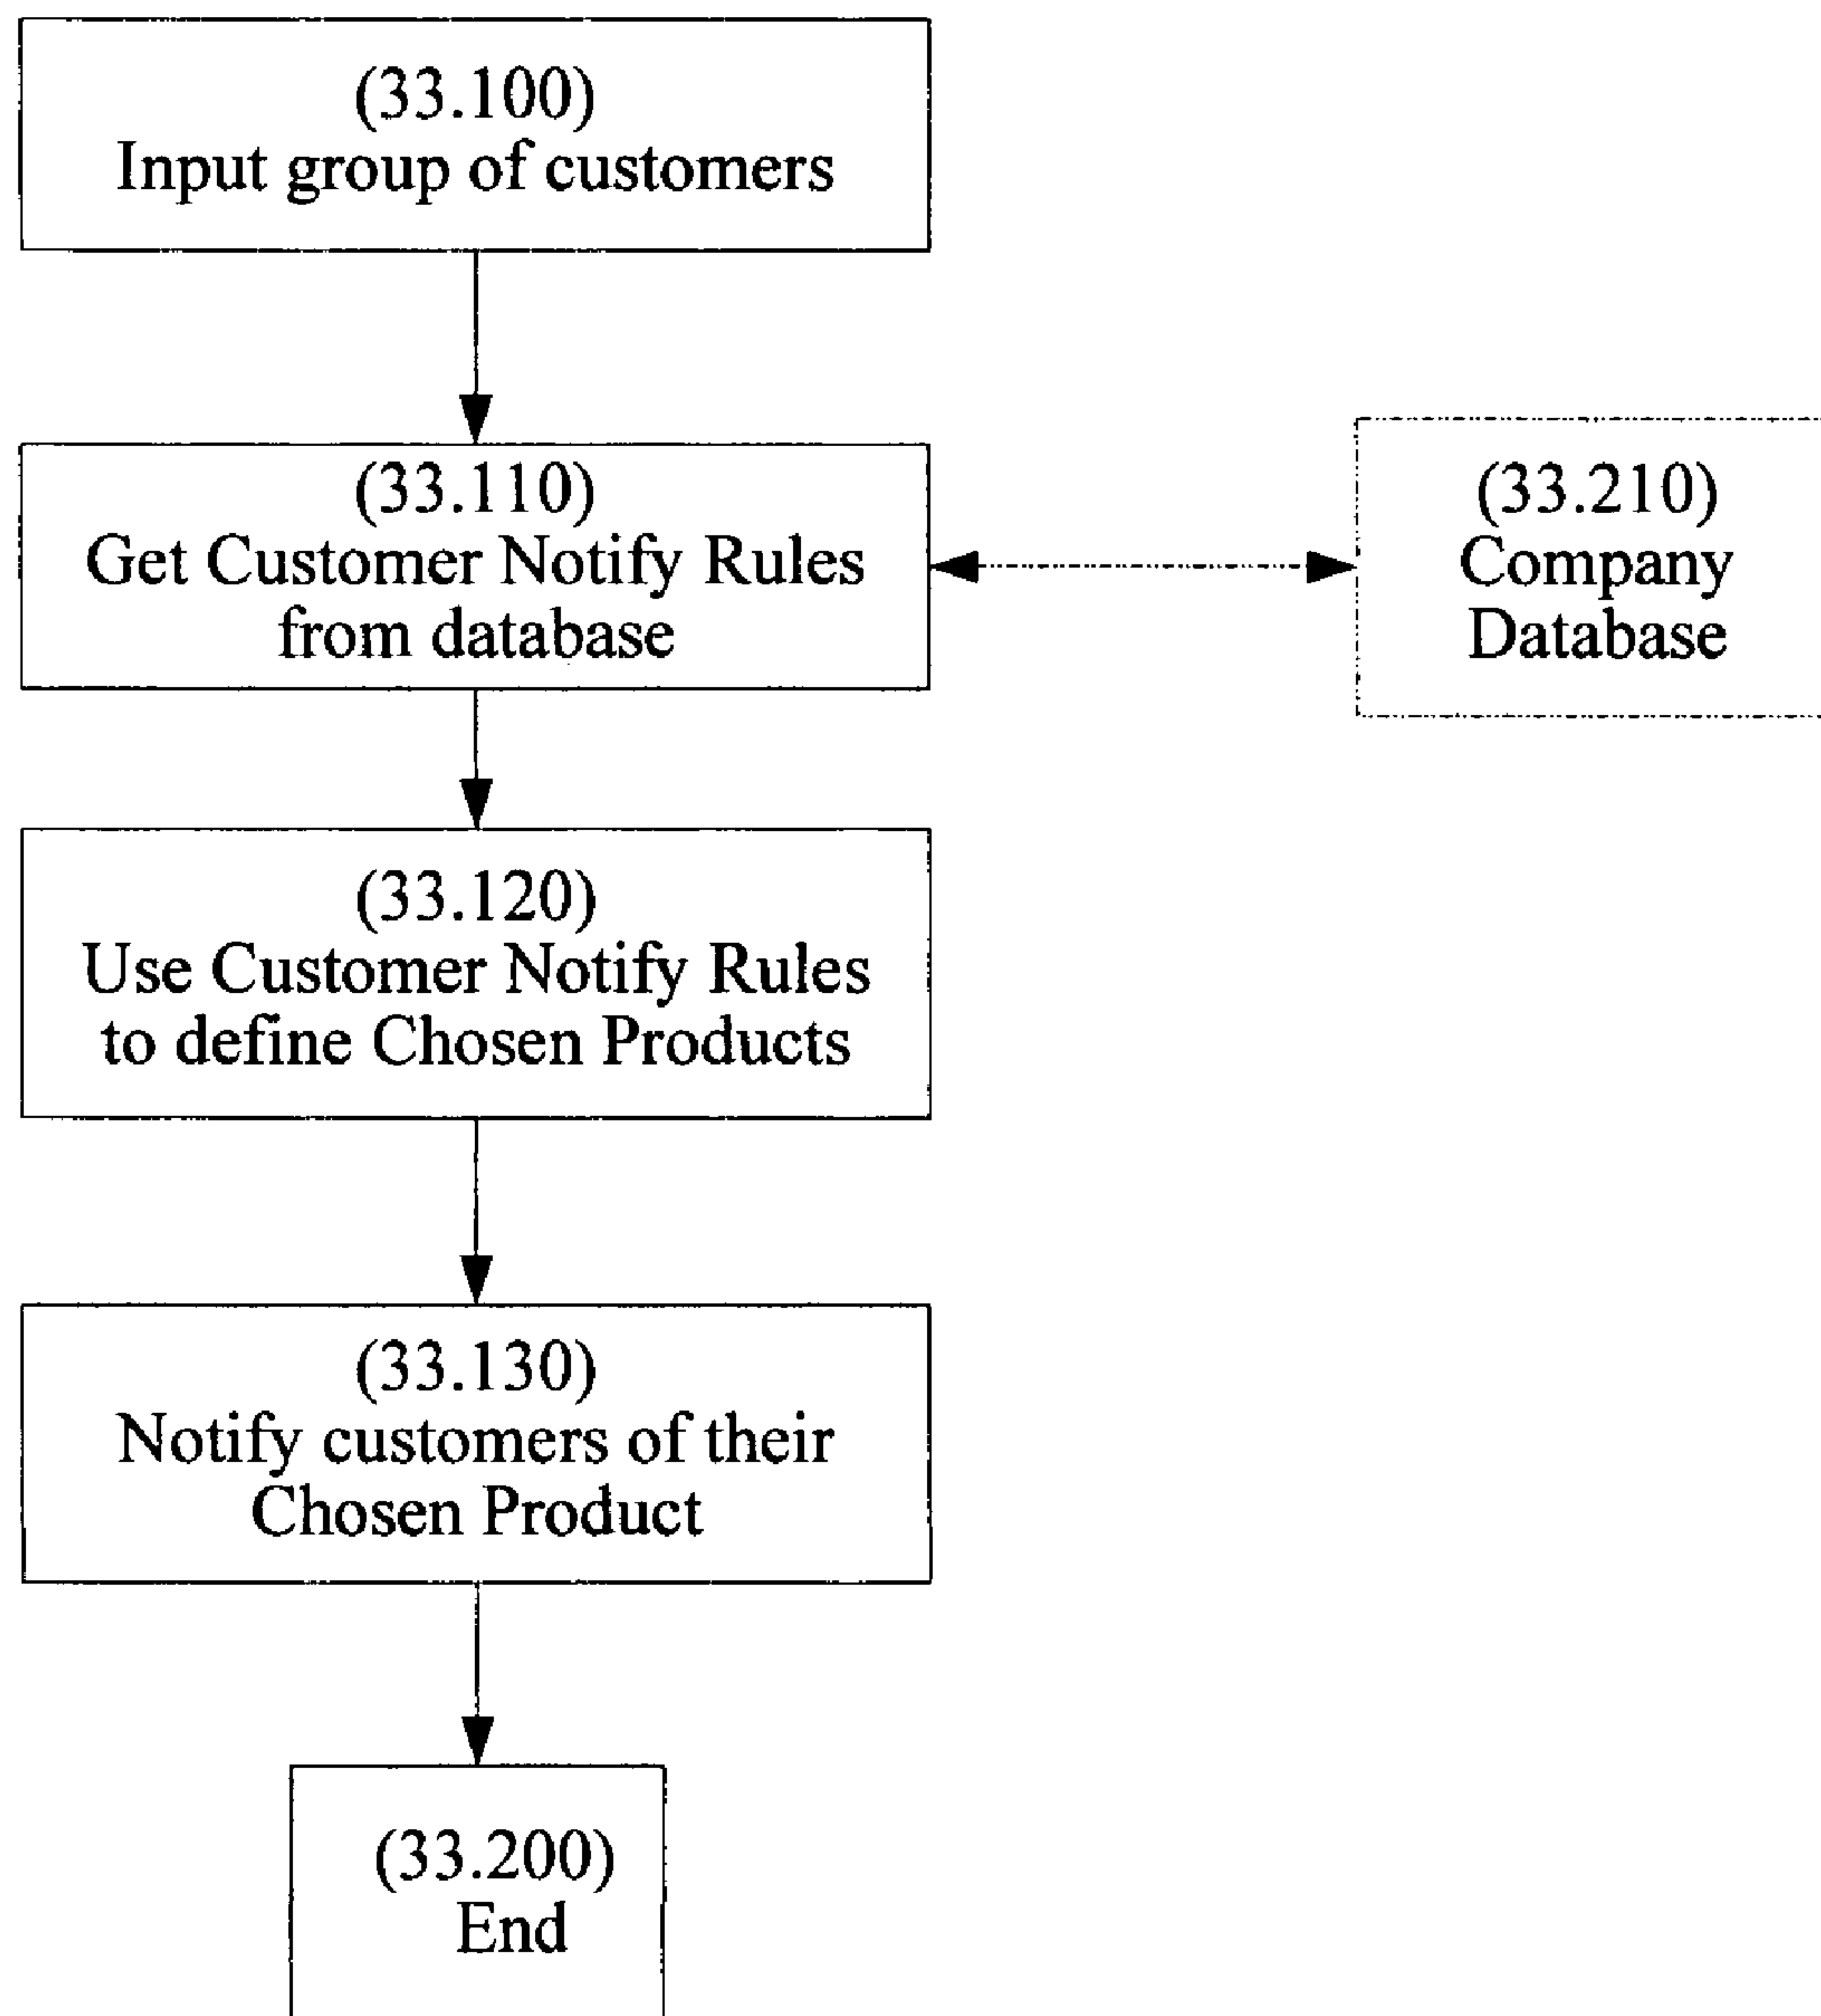 (33.100)
Input group of customers
(33.110)
Get Customer Notify Rules
from database
(33.210)
Company
Database
(33.120)
Use Customer Notify Rules
to define Chosen Products
(33.130)
Notify customers of their
Chosen Product
(33.200)
End